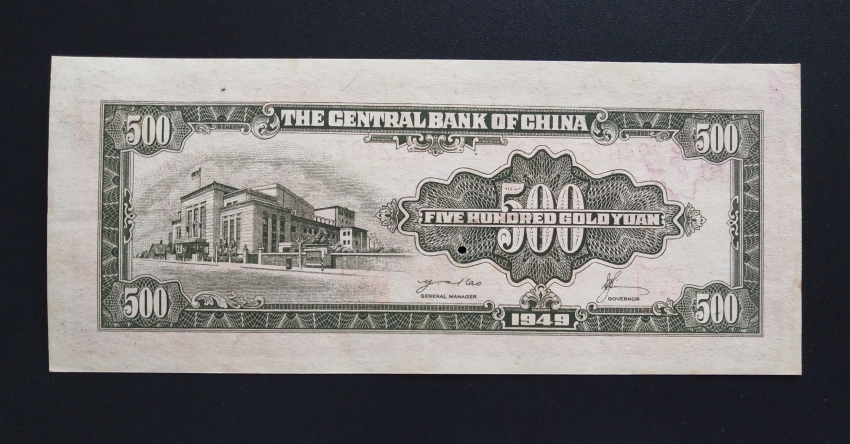 THE CENTRAL BANK OF CHINA
500
500
500
FIVE HUNDRED GOLD YUAN
GENERAL MANAGER
GOVERNOR
500
1949
500